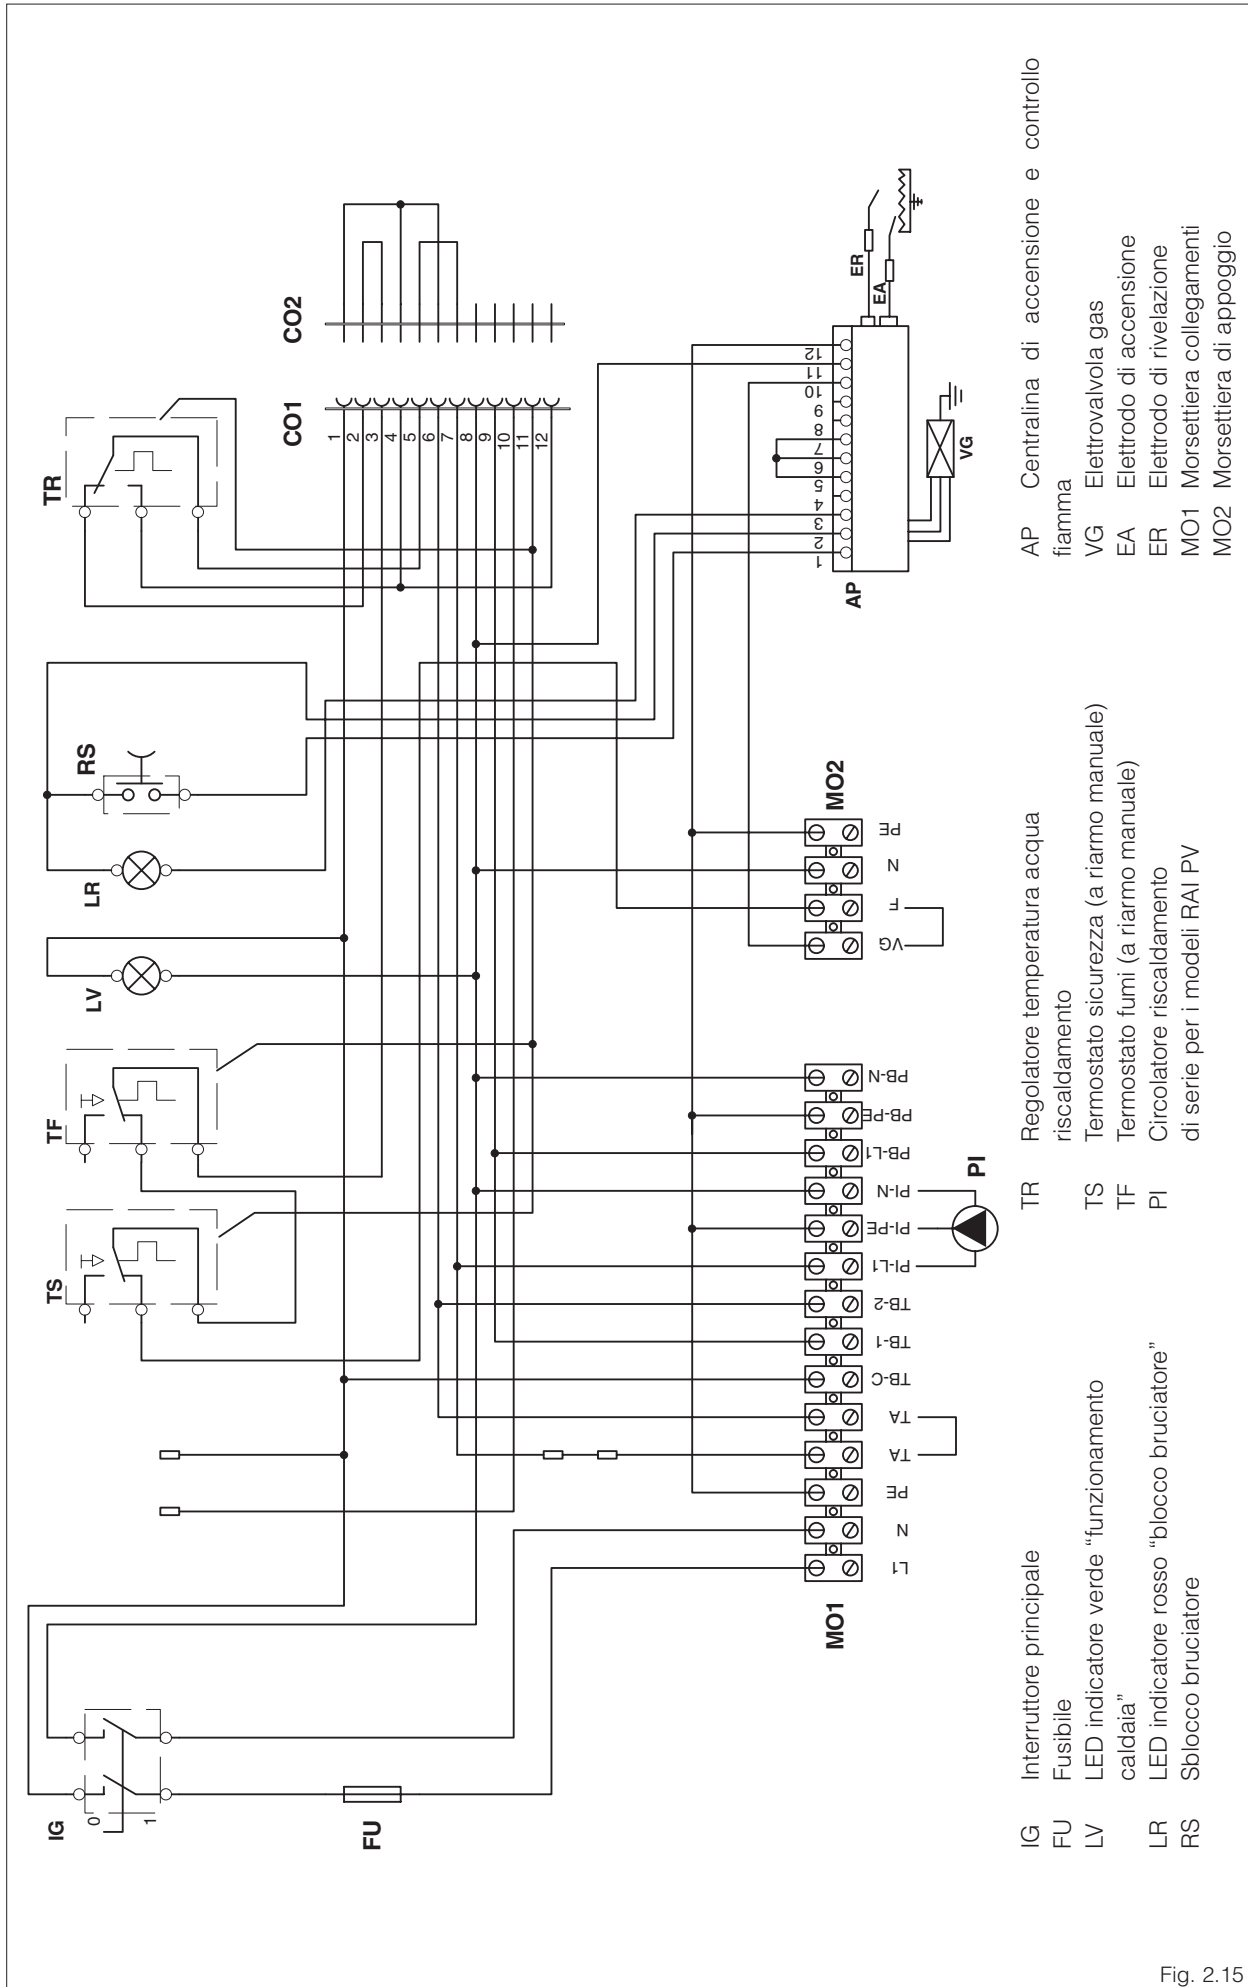 TR
RS
LR
LV
TF
TS
IG
0
1
FU
CO1
CO2
1
2
3
4
5
6
7
8
9
10
11
12
ER
EA
AP
1
2
3
4
5
6
7
8
9
10
11
12
VG
MO1
L1
N
PE
TA
TA
TB-C
TB-1
TB-2
PI-L1
PI-PE
PI-N
PB-L1
PB-PE
PB-N
PI
MO2
VG
F
N
PE
IG Interruttore principale
FU Fusibile
LV LED indicatore verde “funzionamento
caldaia”
LR LED indicatore rosso “blocco bruciatore”
RS Sblocco bruciatore
TR Regolatore temperatura acqua
riscaldamento
TS Termostato sicurezza (a riarmo manuale)
TF Termostato fumi (a riarmo manuale)
PI Circolatore riscaldamento
di serie per i modeli RAI PV
AP Centralina di accensione e controllo
fiamma
VG Elettrovalvola gas
EA Elettrodo di accensione
ER Elettrodo di rivelazione
MO1 Morsettiera collegamenti
MO2 Morsettiera di appoggio
Fig. 2.15